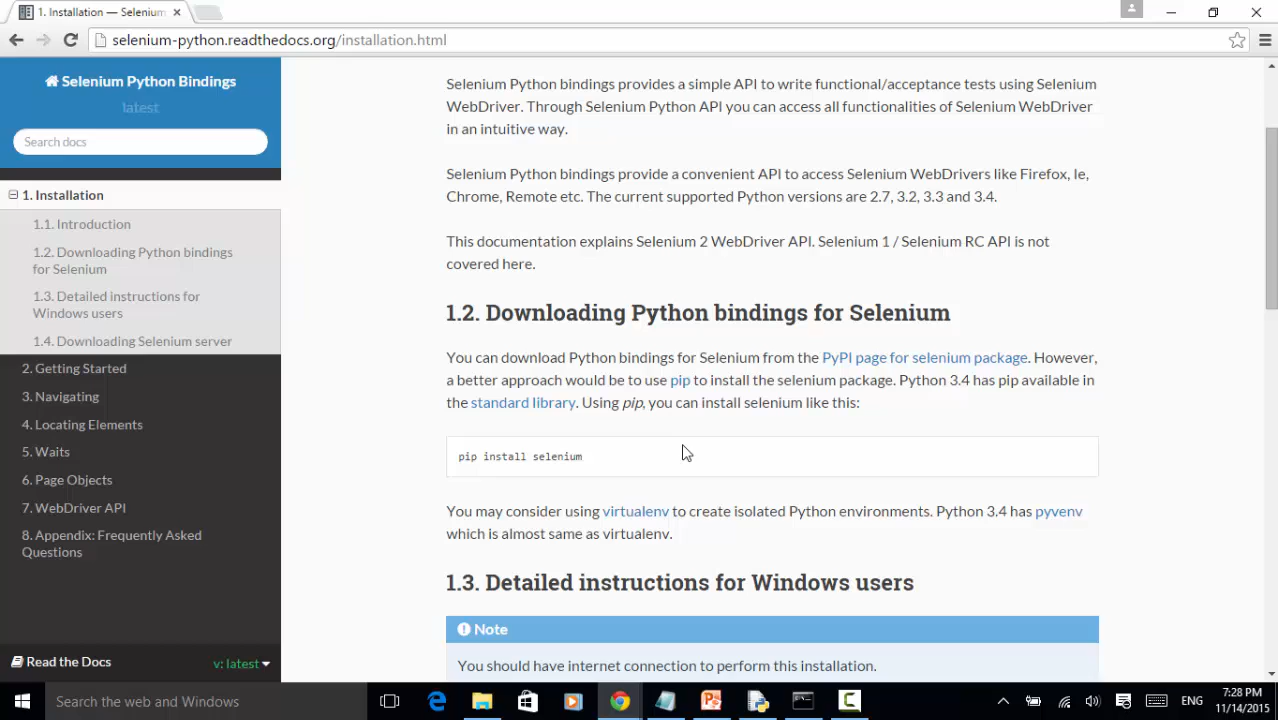 1. Installation — Selenium
selenium-python.readthedocs.org/installation.html
Selenium Python Bindings
latest
Search docs
1. Installation
1.1. Introduction
1.2. Downloading Python bindings
for Selenium
1.3. Detailed instructions for
Windows users
1.4. Downloading Selenium server
2. Getting Started
3. Navigating
4. Locating Elements
5. Waits
6. Page Objects
7. WebDriver API
8. Appendix: Frequently Asked
Questions
Read the Docs
v: latest
Selenium Python bindings provides a simple API to write functional/acceptance tests using Selenium
WebDriver. Through Selenium Python API you can access all functionalities of Selenium WebDriver
in an intuitive way.
Selenium Python bindings provide a convenient API to access Selenium WebDrivers like Firefox, Ie,
Chrome, Remote etc. The current supported Python versions are 2.7, 3.2, 3.3 and 3.4.
This documentation explains Selenium 2 WebDriver API. Selenium 1 / Selenium RC API is not
covered here.
1.2. Downloading Python bindings for Selenium
You can download Python bindings for Selenium from the PyPI page for selenium package. However,
a better approach would be to use pip to install the selenium package. Python 3.4 has pip available in
the standard library. Using pip, you can install selenium like this:
pip install selenium
You may consider using virtualenv to create isolated Python environments. Python 3.4 has pyvenv
which is almost same as virtualenv.
1.3. Detailed instructions for Windows users
Note
You should have internet connection to perform this installation.
Search the web and Windows
ENG
7:28 PM
11/14/2015